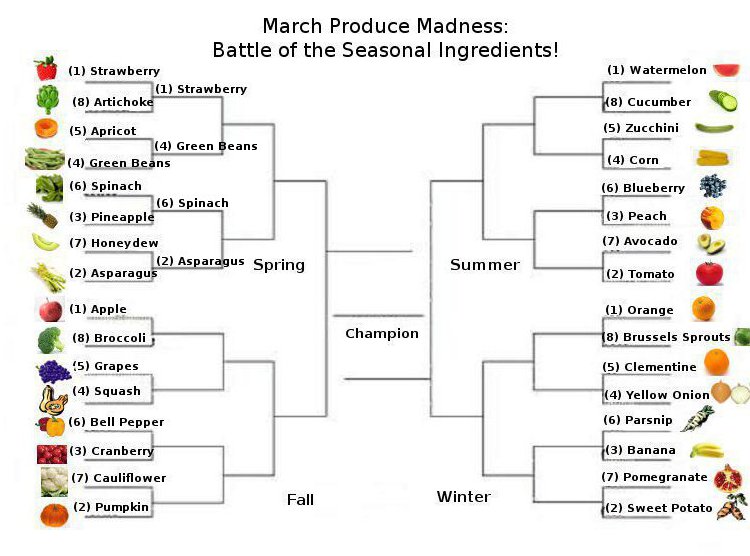 March Produce Madness:
Battle of the Seasonal Ingredients!
(1) Strawberry
(8) Artichoke
(5) Apricot
(4) Green Beans
(6) Spinach
(3) Pineapple
(7) Honeydew
(2) Asparagus
(1) Strawberry
(4) Green Beans
(6) Spinach
(2) Asparagus
Spring
(1) Apple
(8) Broccoli
(5) Grapes
(4) Squash
(6) Bell Pepper
(3) Cranberry
(7) Cauliflower
(2) Pumpkin
Fall
Champion
(1) Watermelon
(8) Cucumber
(5) Zucchini
(4) Corn
(6) Blueberry
(3) Peach
(7) Avocado
(2) Tomato
Summer
(1) Orange
(8) Brussels Sprouts
(5) Clementine
(4) Yellow Onion
(6) Parsnip
(3) Banana
(7) Pomegranate
(2) Sweet Potato
Winter